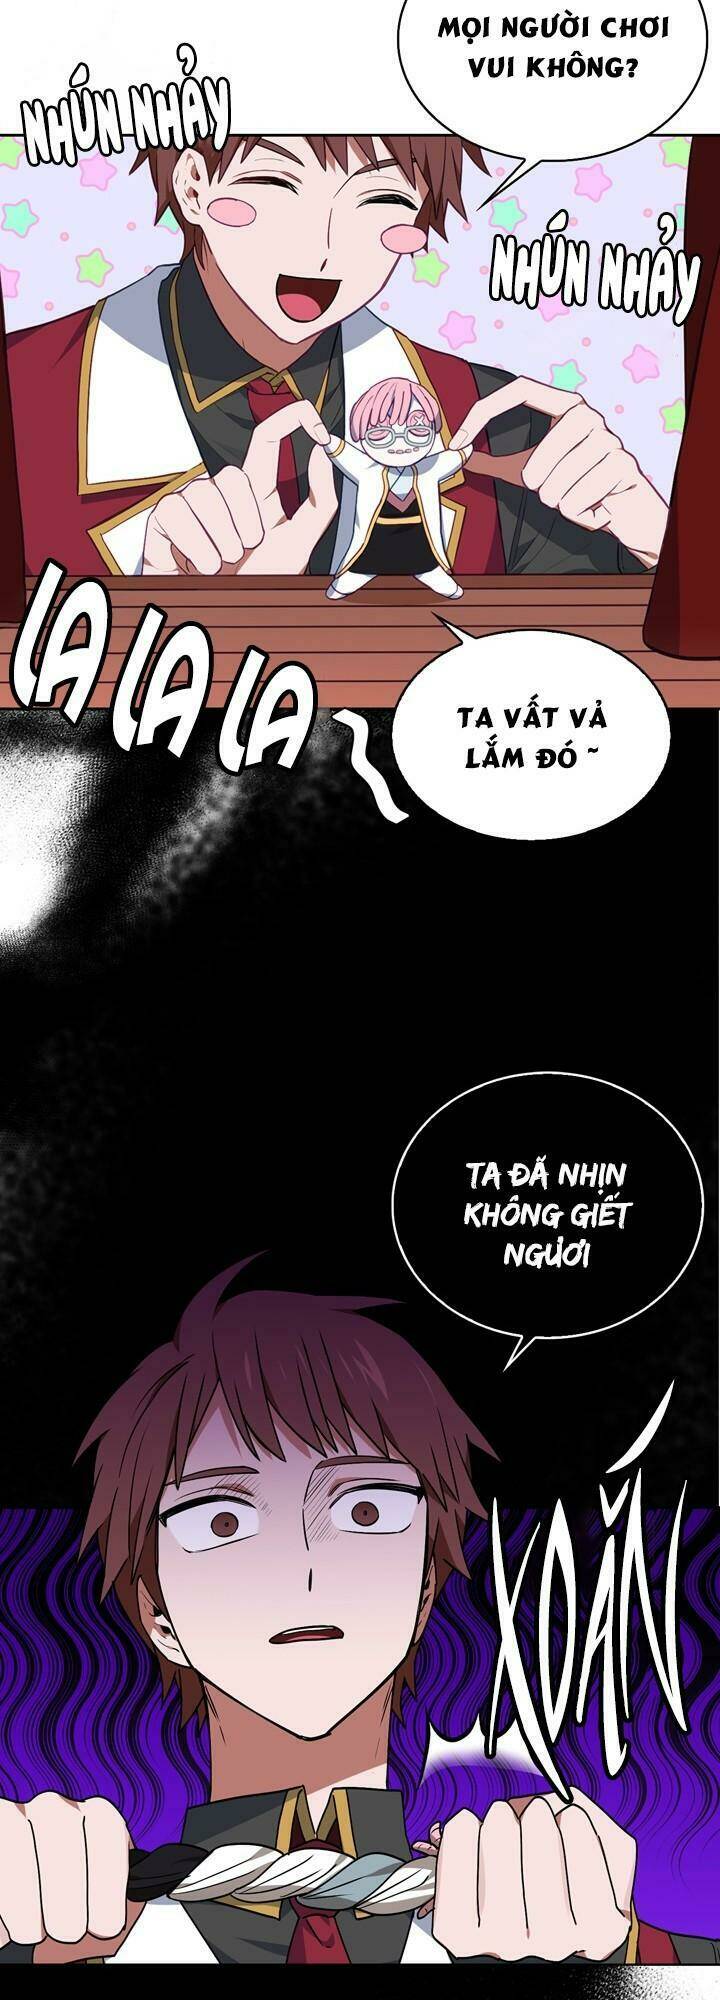 MỌI NGƯỜI CHƠI
VUI KHÔNG?
NHÚN NHẢY
NHÚN NHẢY
LA LA LA ~
TA VẤT VẢ
LẮM ĐÓ ~
TA ĐÃ NHỊN
KHÔNG GIẾT
NGƯƠI
XOẮN